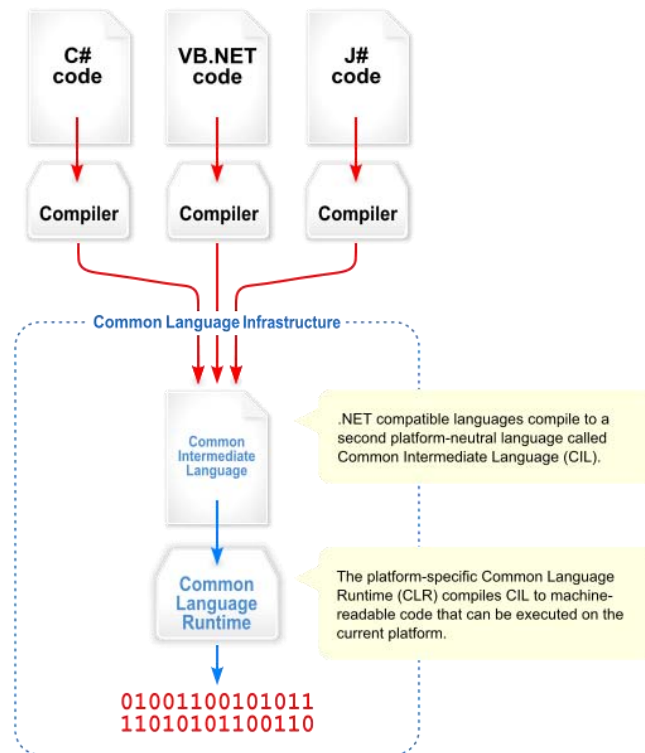 C#
code
VB.NET
code
J#
code
Compiler
Compiler
Compiler
Common Language Infrastructure
Common
Intermediate
Language
.NET compatible languages compile to a
second platform-neutral language called
Common Intermediate Language (CIL).
Common
Language
Runtime
The platform-specific Common Language
Runtime (CLR) compiles CIL to machine-
readable code that can be executed on the
current platform.
01001100101011
11010101100110